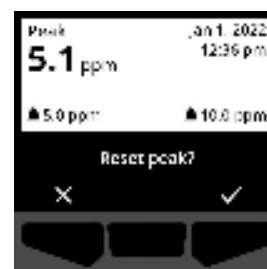 Peak
Jan 1, 2022
5.1 ppm
12:36 pm
5.0 ppm
10.0 ppm
Reset peak?